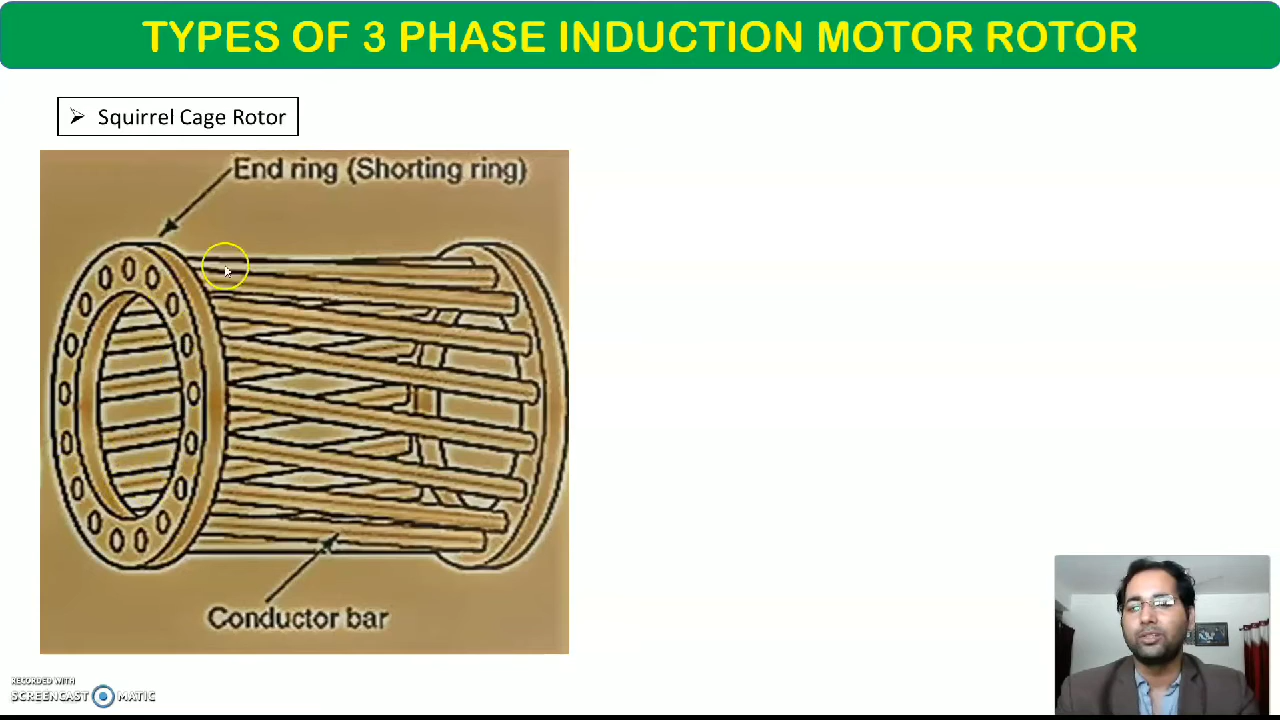 TYPES OF 3 PHASE INDUCTION MOTOR ROTOR
➢ Squirrel Cage Rotor
End ring (Shorting ring)
Conductor bar
RECORDED WITH
SCREENCAST MATIC